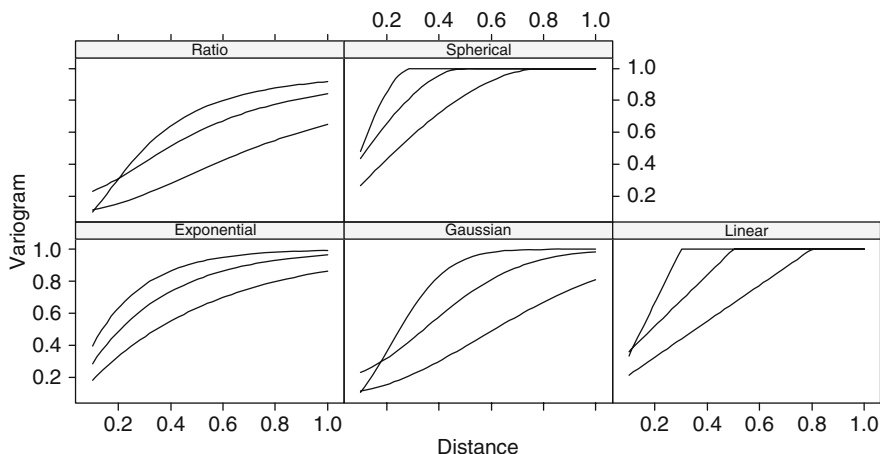 0.2 0.4 0.6 0.8 1.0
Ratio
Spherical
1.0
0.8
0.6
0.4
0.2
Variogram
Exponential
Gaussian
Linear
1.0
0.8
0.6
0.4
0.2
0.2 0.4 0.6 0.8 1.0
0.2 0.4 0.6 0.8 1.0
Distance